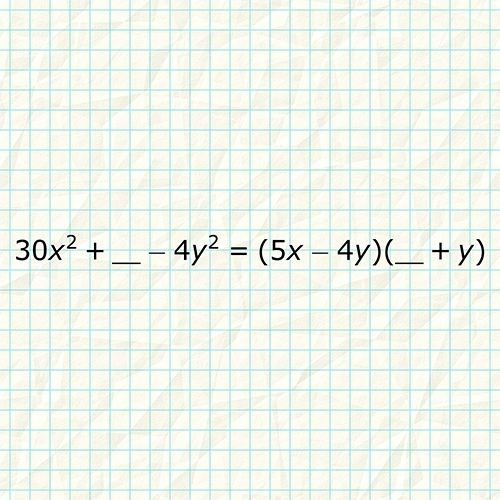 30x² + __ – 4y² = (5x – 4y)(__ + y)